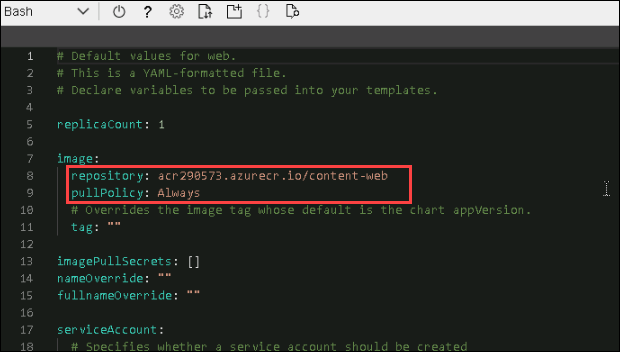 Bash
?
{}
1 # Default values for web.
2 # This is a YAML-formatted file.
3 # Declare variables to be passed into your templates.
4
5 replicaCount: 1
6
7 image:
8   repository: acr290573.azurecr.io/content-web
9   pullPolicy: Always
10   # Overrides the image tag whose default is the chart appVersion.
11   tag: ""
12
13 imagePullSecrets: []
14 nameOverride: ""
15 fullnameOverride: ""
16
17 serviceAccount:
18   # Specifies whether a service account should be created